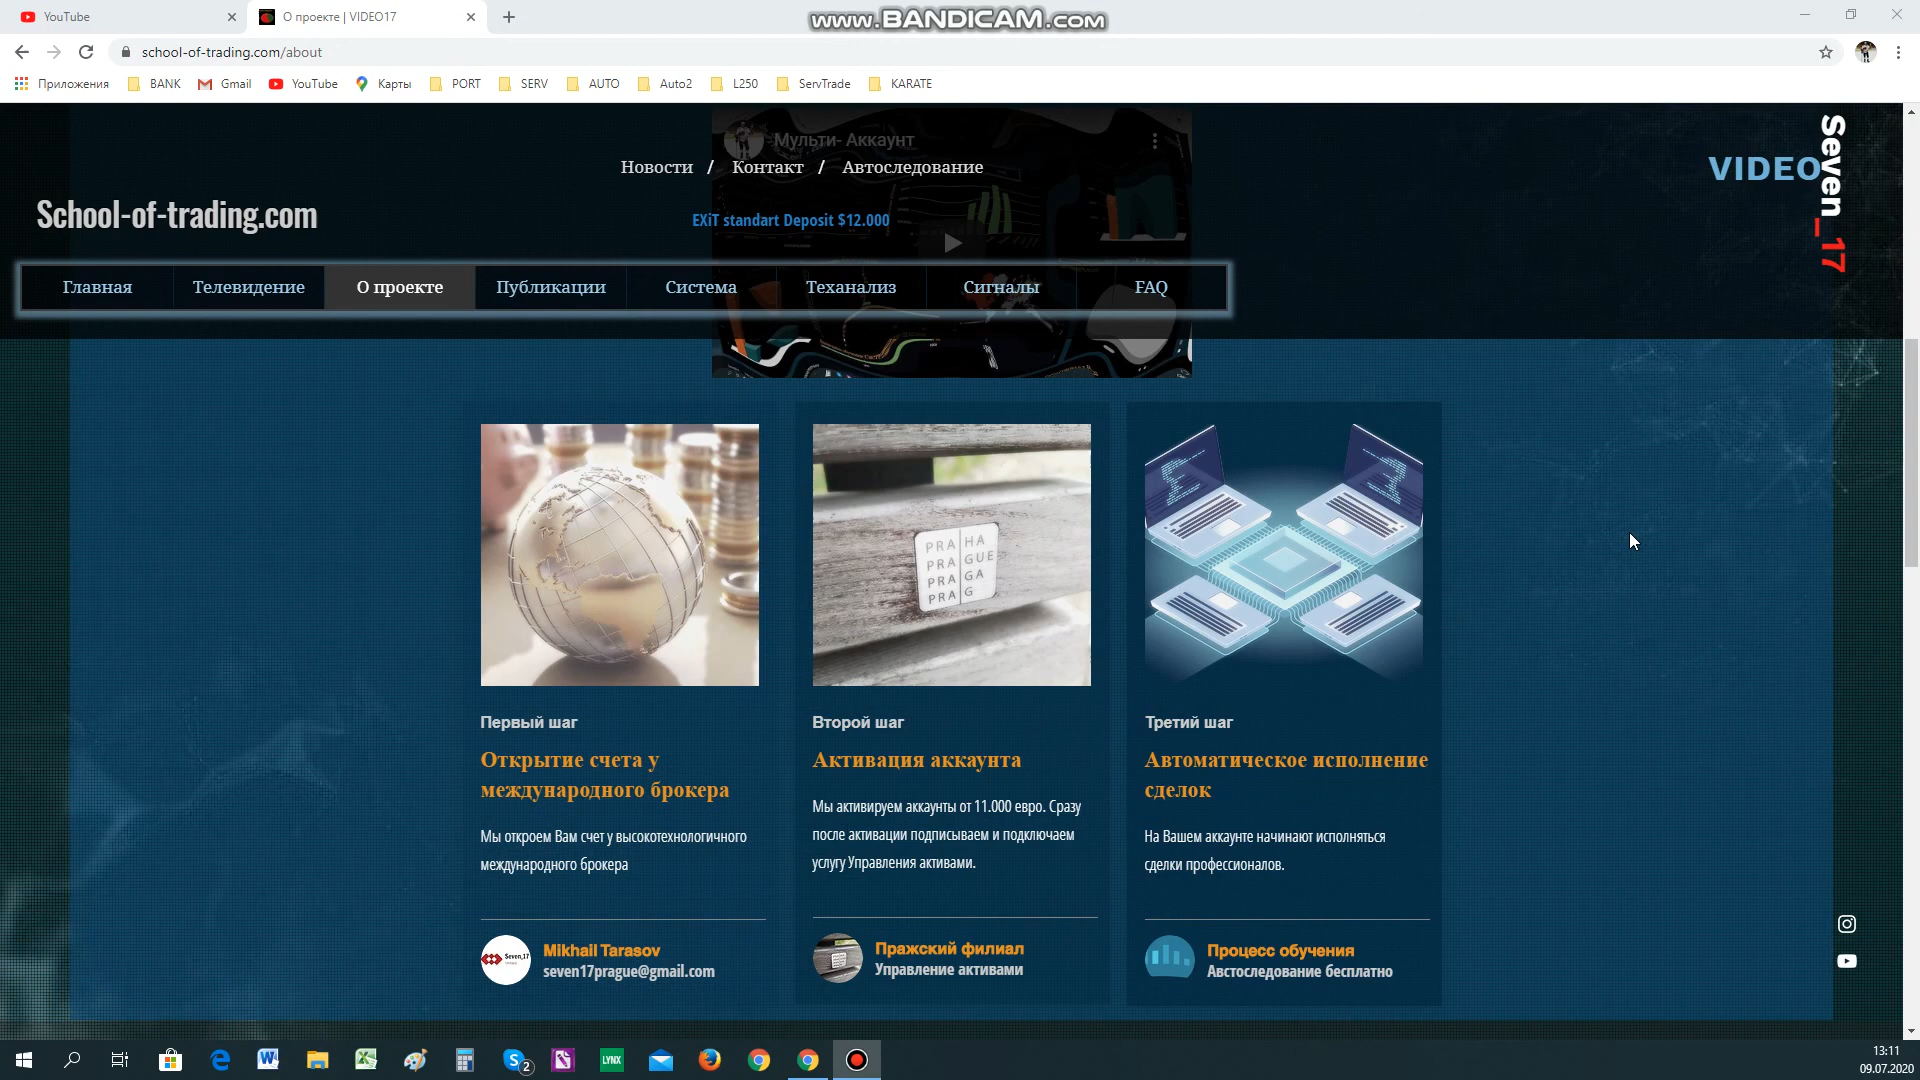 YouTube
О проекте | VIDEO17
www.BANDICAM.com
school-of-trading.com/about
Приложения
BANK
Gmail
YouTube
Карты
PORT
SERV
AUTO
Auto2
L250
ServTrade
KARATE
Мульти- Аккаунт
Новости / Контакт / Автоследование
VIDEO
Seven_17
School-of-trading.com
EXiT standart Deposit $12.000
Главная
Телевидение
О проекте
Публикации
Система
Теханализ
Сигналы
FAQ
PRA HA
PRA GUE
PRA GA
PRA G
Первый шаг
Открытие счета у
международного брокера
Мы откроем Вам счет у высокотехнологичного
международного брокера
Seven,17
Mikhail Tarasov
seven17prague@gmail.com
Второй шаг
Активация аккаунта
Мы активируем аккаунты от 11.000 евро. Сразу
после активации подписываем и подключаем
услугу Управления активами.
Пражский филиал
Управление активами
Третий шаг
Автоматическое исполнение
сделок
На Вашем аккаунте начинают исполняться
сделки профессионалов.
Процесс обучения
Австоследование бесплатно
2
LYNX
13:11
09.07.2020